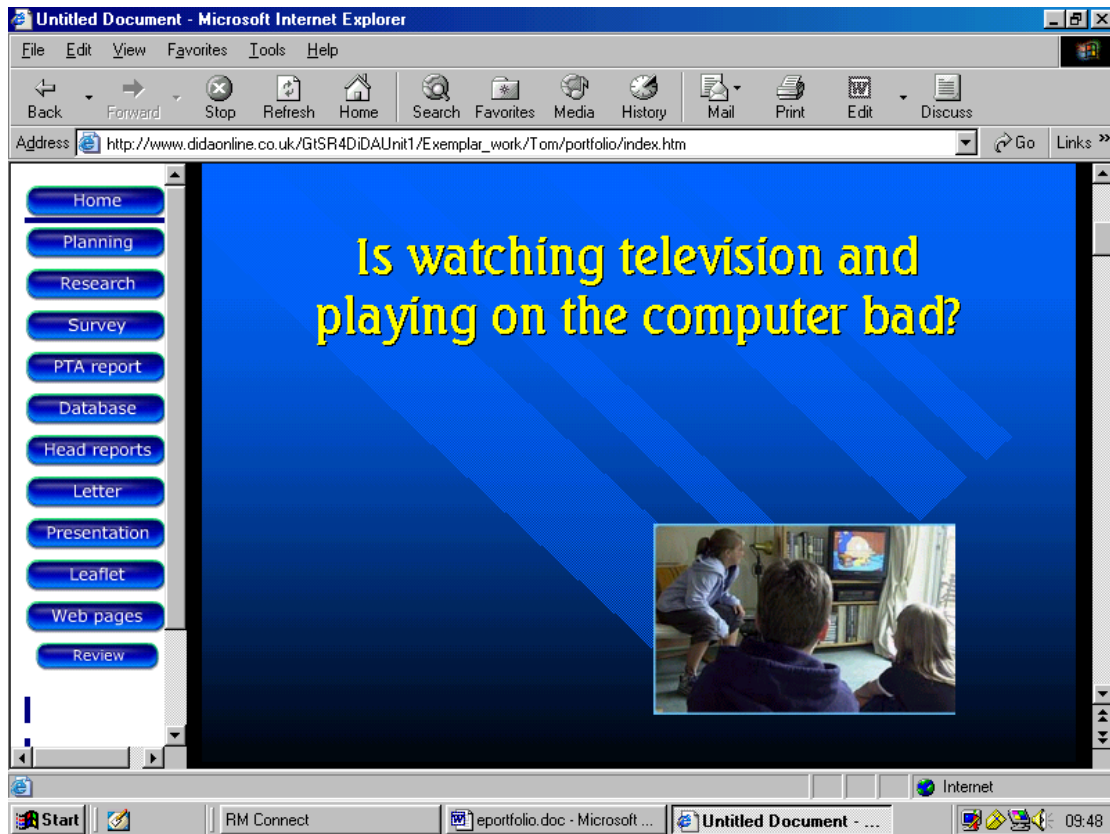 Untitled Document - Microsoft Internet Explorer
File Edit View Favorites Tools Help
Back Forward Stop Refresh Home Search Favorites Media History Mail Print Edit Discuss
Address http://www.didaonline.co.uk/GtSR4DiDAUnit1/Exemplar_work/Tom/portfolio/index.htm Go Links »
Home
Planning
Research
Survey
PTA report
Database
Head reports
Letter
Presentation
Leaflet
Web pages
Review
Is watching television and
playing on the computer bad?
Internet
Start RM Connect eportfolio.doc - Microsoft ... Untitled Document - ... 09:48